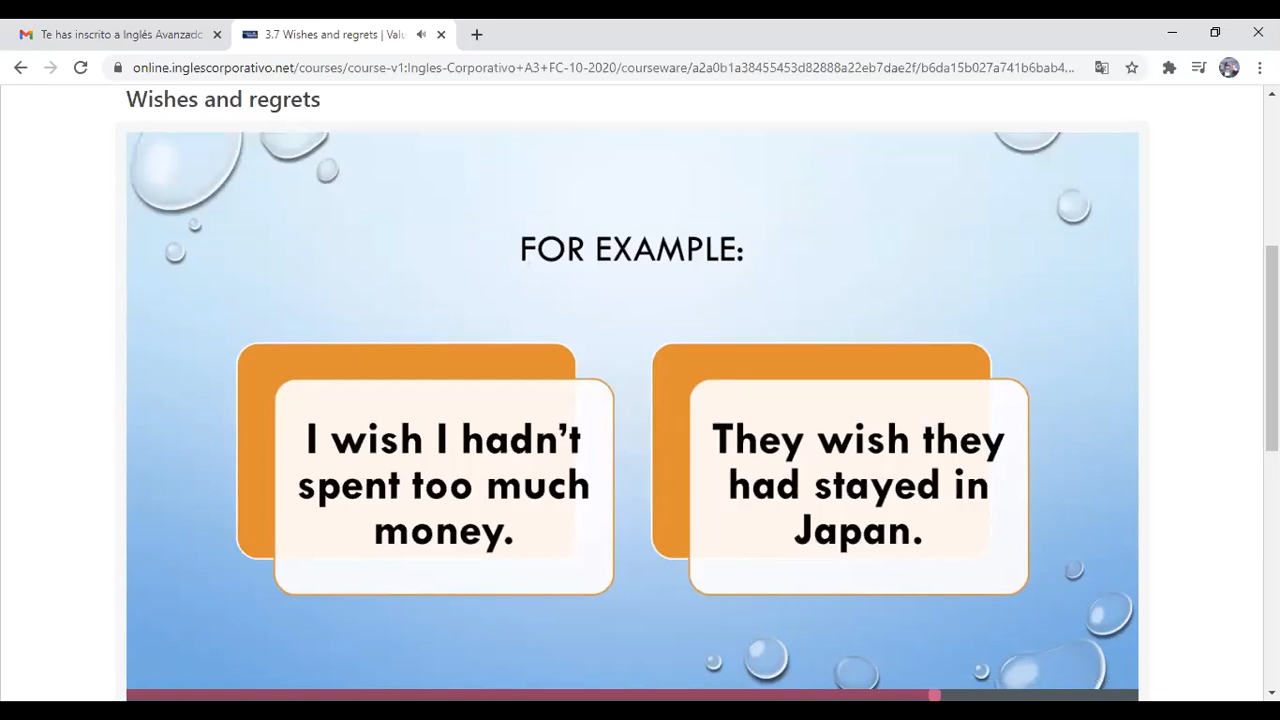 Te has inscrito a Inglés Avanzado
3.7 Wishes and regrets | Valu
online.inglescorporativo.net/courses/course-v1:Ingles-Corporativo+A3+FC-10-2020/courseware/a2a0b1a38455453d82888a22eb7dae2f/b6da15b027a741b6bab4...
Wishes and regrets
FOR EXAMPLE:
I wish I hadn't
spent too much
money.
They wish they
had stayed in
Japan.